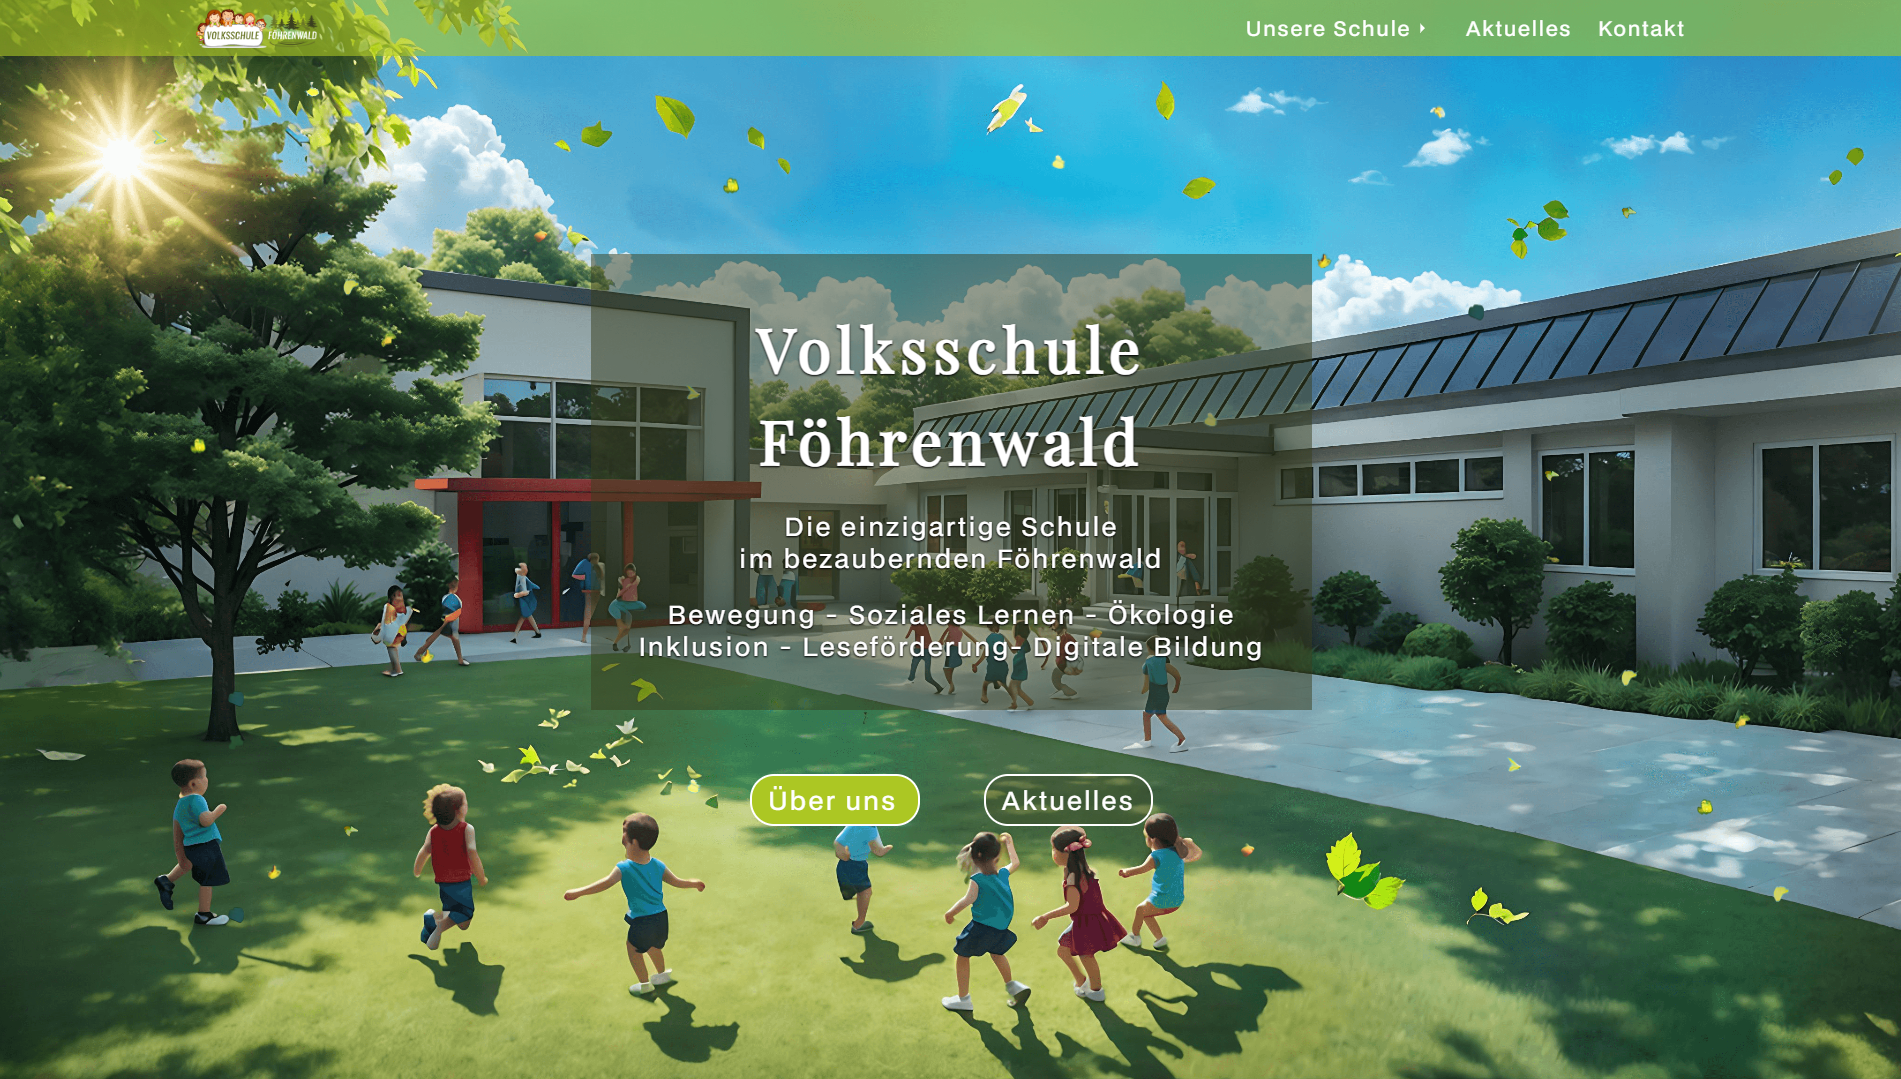 VOLKSSCHULE
FÖHRENWALD
Unsere Schule
Aktuelles
Kontakt
Volksschule
Föhrenwald
Die einzigartige Schule
im bezaubernden Föhrenwald
Bewegung - Soziales Lernen - Ökologie
Inklusion - Leseförderung- Digitale Bildung
Über uns
Aktuelles